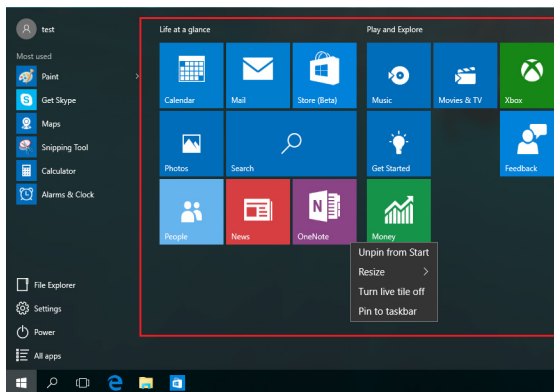 test
Most used
Paint
Get Skype
Maps
Snipping Tool
Calculator
Alarms & Clock
File Explorer
Settings
Power
All apps
Life at a glance
Calendar
Mail
Store (Beta)
Photos
Search
People
News
OneNote
Play and Explore
Music
Movies & TV
Xbox
Get Started
Feedback
Money
Unpin from Start
Resize
Turn live tile off
Pin to taskbar